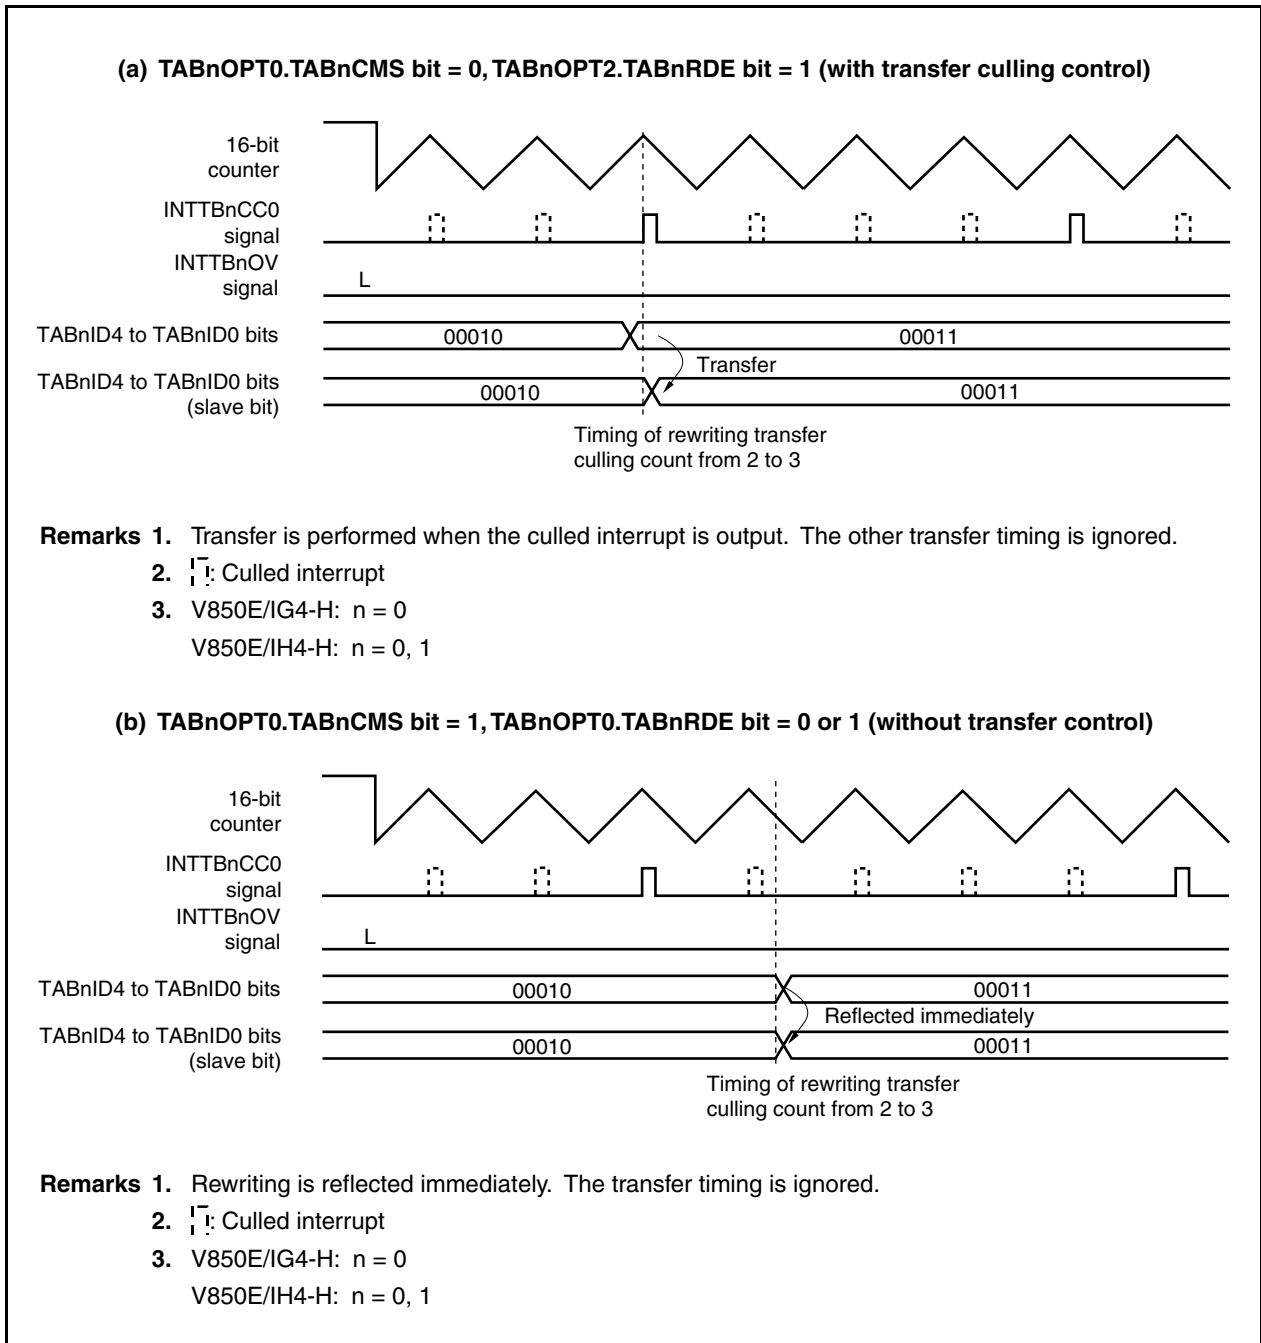 (a) TABnOPT0.TABnCMS bit = 0, TABnOPT2.TABnRDE bit = 1 (with transfer culling control)
16-bit
counter
INTTBnCC0
signal
INTTBnOV
signal
L
TABnID4 to TABnID0 bits
00010
00011
Transfer
TABnID4 to TABnID0 bits
(slave bit)
00010
00011
Timing of rewriting transfer
culling count from 2 to 3
Remarks 1. Transfer is performed when the culled interrupt is output. The other transfer timing is ignored.
2. : Culled interrupt
3. V850E/IG4-H: n = 0
V850E/IH4-H: n = 0, 1
(b) TABnOPT0.TABnCMS bit = 1, TABnOPT0.TABnRDE bit = 0 or 1 (without transfer control)
16-bit
counter
INTTBnCC0
signal
INTTBnOV
signal
L
TABnID4 to TABnID0 bits
00010
00011
Reflected immediately
TABnID4 to TABnID0 bits
(slave bit)
00010
00011
Timing of rewriting transfer
culling count from 2 to 3
Remarks 1. Rewriting is reflected immediately. The transfer timing is ignored.
2. : Culled interrupt
3. V850E/IG4-H: n = 0
V850E/IH4-H: n = 0, 1